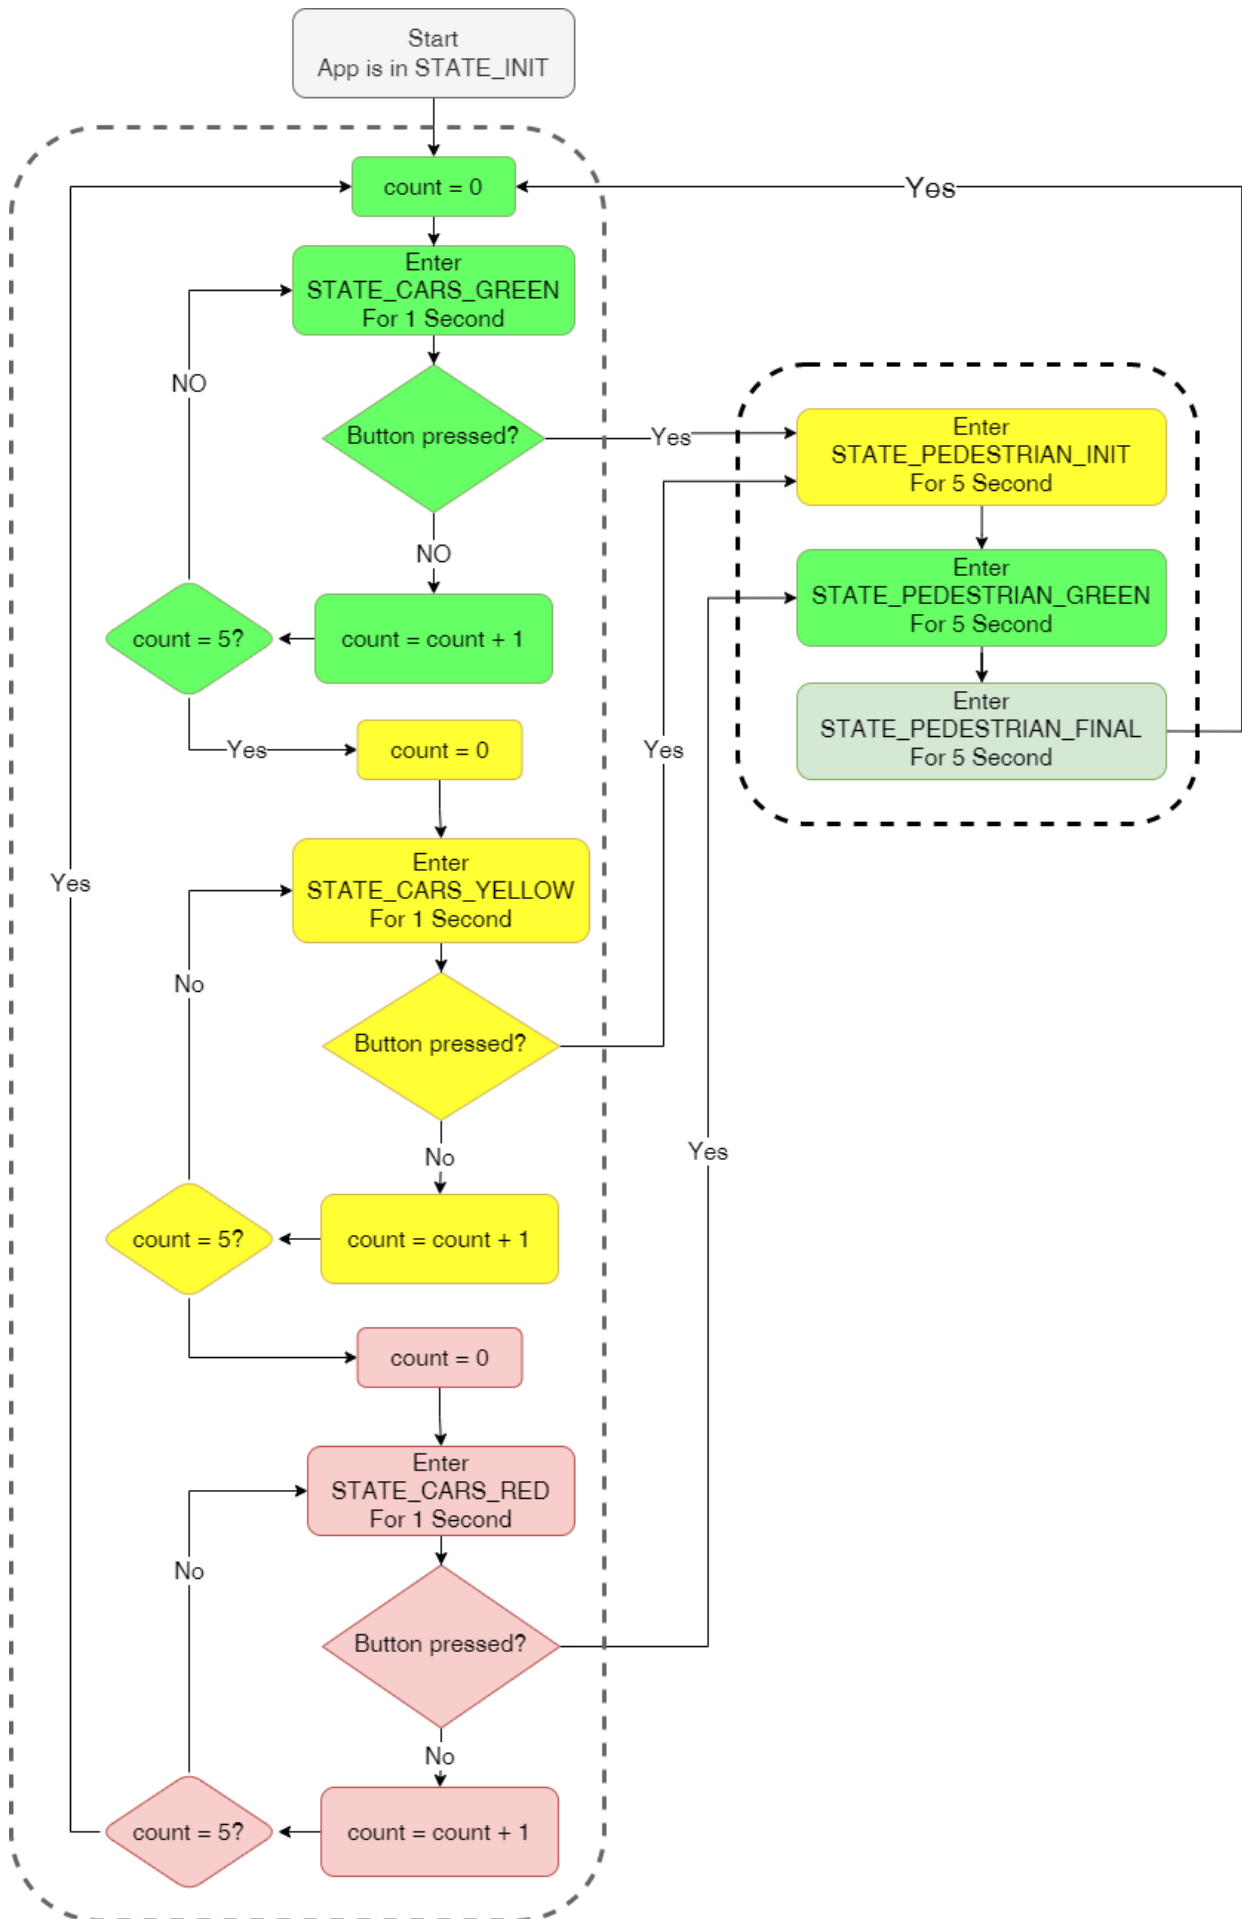 Start
App is in STATE_INIT
count = 0
Yes
Enter
STATE_CARS_GREEN
For 1 Second
NO
Button pressed?
Yes
Enter
STATE_PEDESTRIAN_INIT
For 5 Second
NO
Enter
STATE_PEDESTRIAN_GREEN
For 5 Second
count = 5?
count = count + 1
Enter
STATE_PEDESTRIAN_FINAL
For 5 Second
Yes
count = 0
Yes
Enter
STATE_CARS_YELLOW
For 1 Second
Yes
No
Button pressed?
Yes
No
count = 5?
count = count + 1
count = 0
Enter
STATE_CARS_RED
For 1 Second
No
Button pressed?
No
count = 5?
count = count + 1